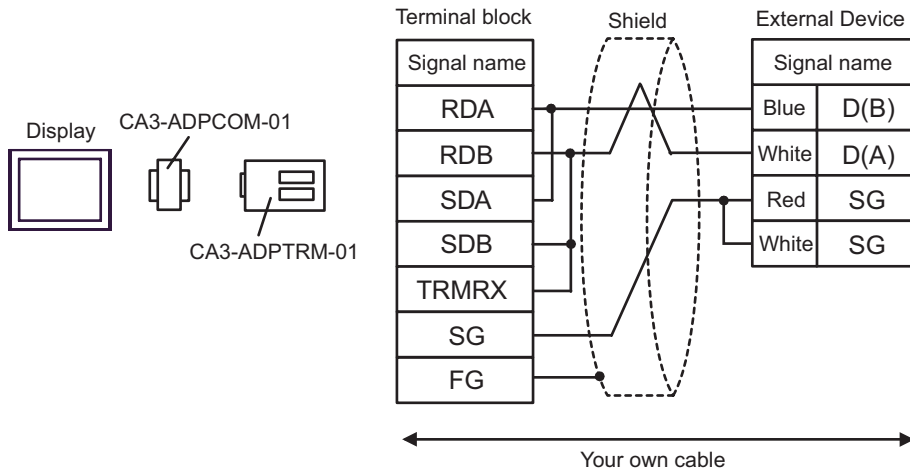 Display
CA3-ADPCOM-01
CA3-ADPTRM-01
Terminal block
Shield
External Device
Signal name
RDA
RDB
SDA
SDB
TRMRX
SG
FG
Signal name
Blue D(B)
White D(A)
Red SG
White SG
Your own cable